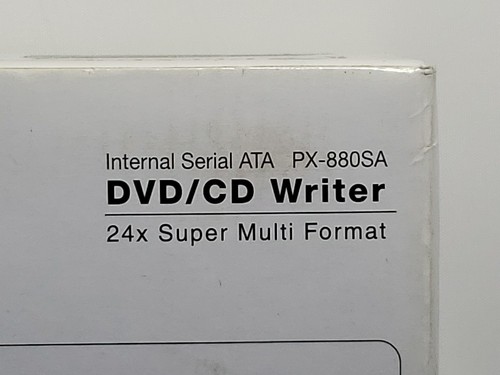 Internal Serial ATA PX-880SA
DVD/CD Writer
24x Super Multi Format